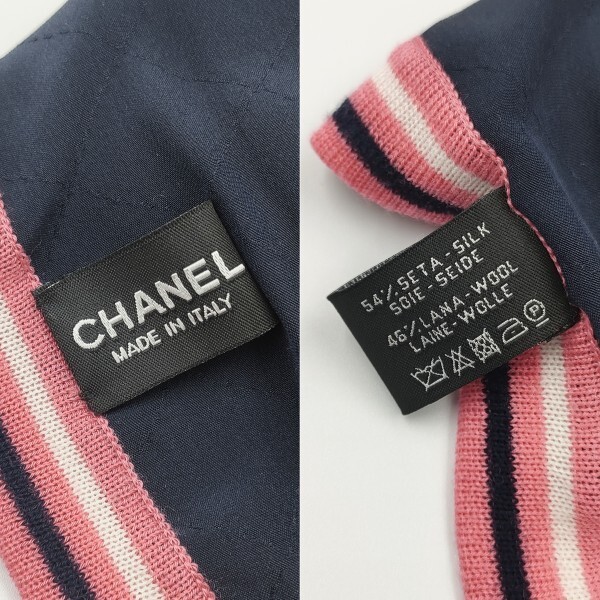 CHANEL
MADE IN ITALY
54% SETA - SILK
SOIE - SEIDE
46% LANA - WOOL
LAINE - WOLLE